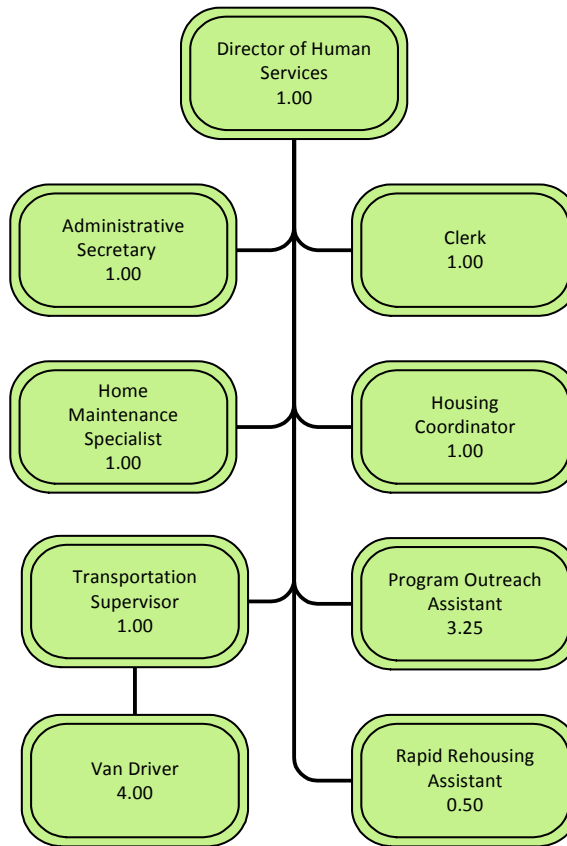 Director of Human
Services
1.00
Administrative
Secretary
1.00
Clerk
1.00
Home
Maintenance
Specialist
1.00
Housing
Coordinator
1.00
Transportation
Supervisor
1.00
Program Outreach
Assistant
3.25
Van Driver
4.00
Rapid Rehousing
Assistant
0.50